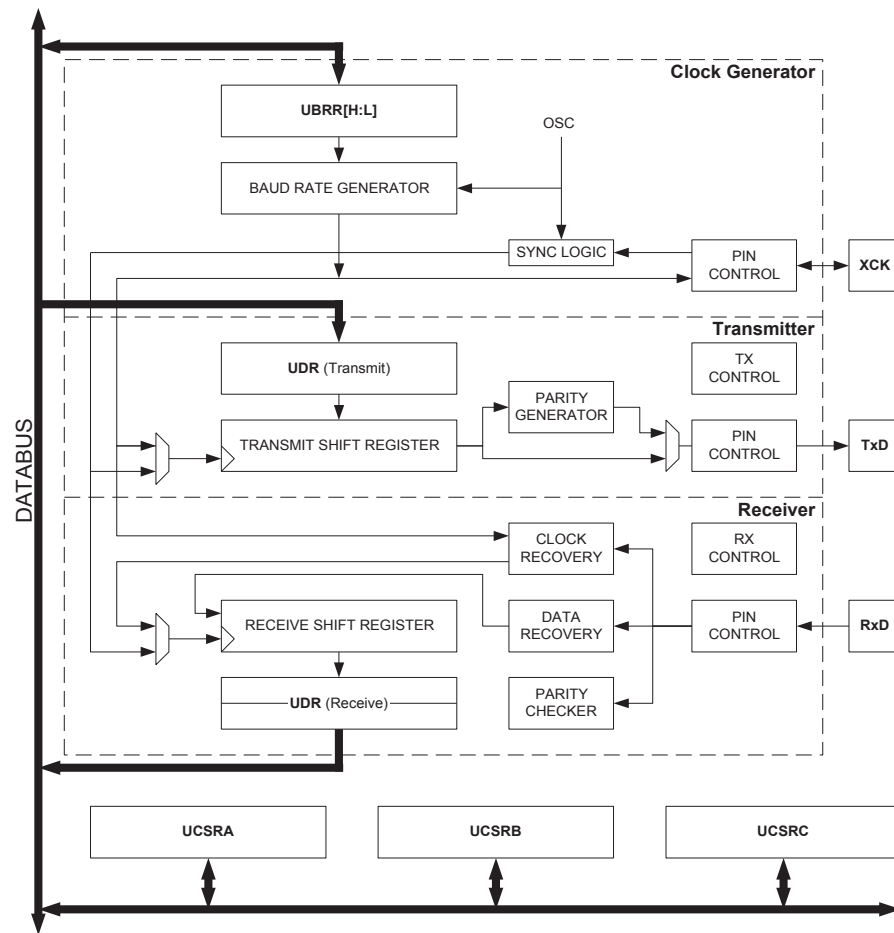 Clock Generator
UBRR[H:L]
OSC
BAUD RATE GENERATOR
SYNC LOGIC
PIN
CONTROL
XCK
Transmitter
UDR (Transmit)
TX
CONTROL
PARITY
GENERATOR
TRANSMIT SHIFT REGISTER
PIN
CONTROL
TxD
DATABUS
Receiver
CLOCK
RECOVERY
RX
CONTROL
RECEIVE SHIFT REGISTER
DATA
RECOVERY
PIN
CONTROL
RxD
UDR (Receive)
PARITY
CHECKER
UCSRA
UCSRB
UCSRC